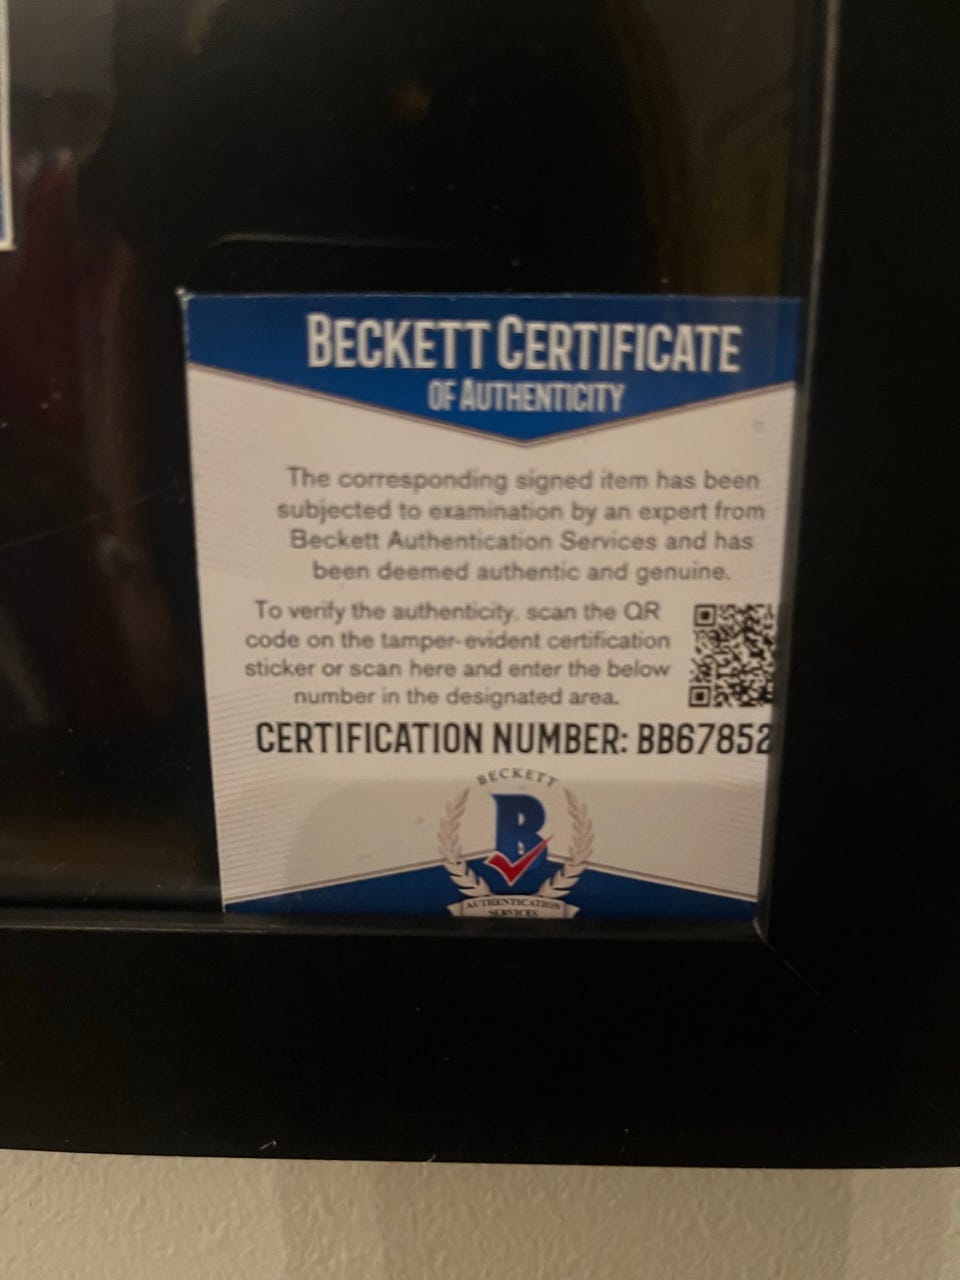 BECKETT CERTIFICATE
OF AUTHENTICITY
The corresponding signed item has been
subjected to examination by an expert from
Beckett Authentication Services and has
been deemed authentic and genuine.
To verify the authenticity, scan the QR
code on the tamper-evident certification
sticker or scan here and enter the below
number in the designated area.
CERTIFICATION NUMBER: BB67852
BECKETT
B
AUTHENTICATION
SERVICES